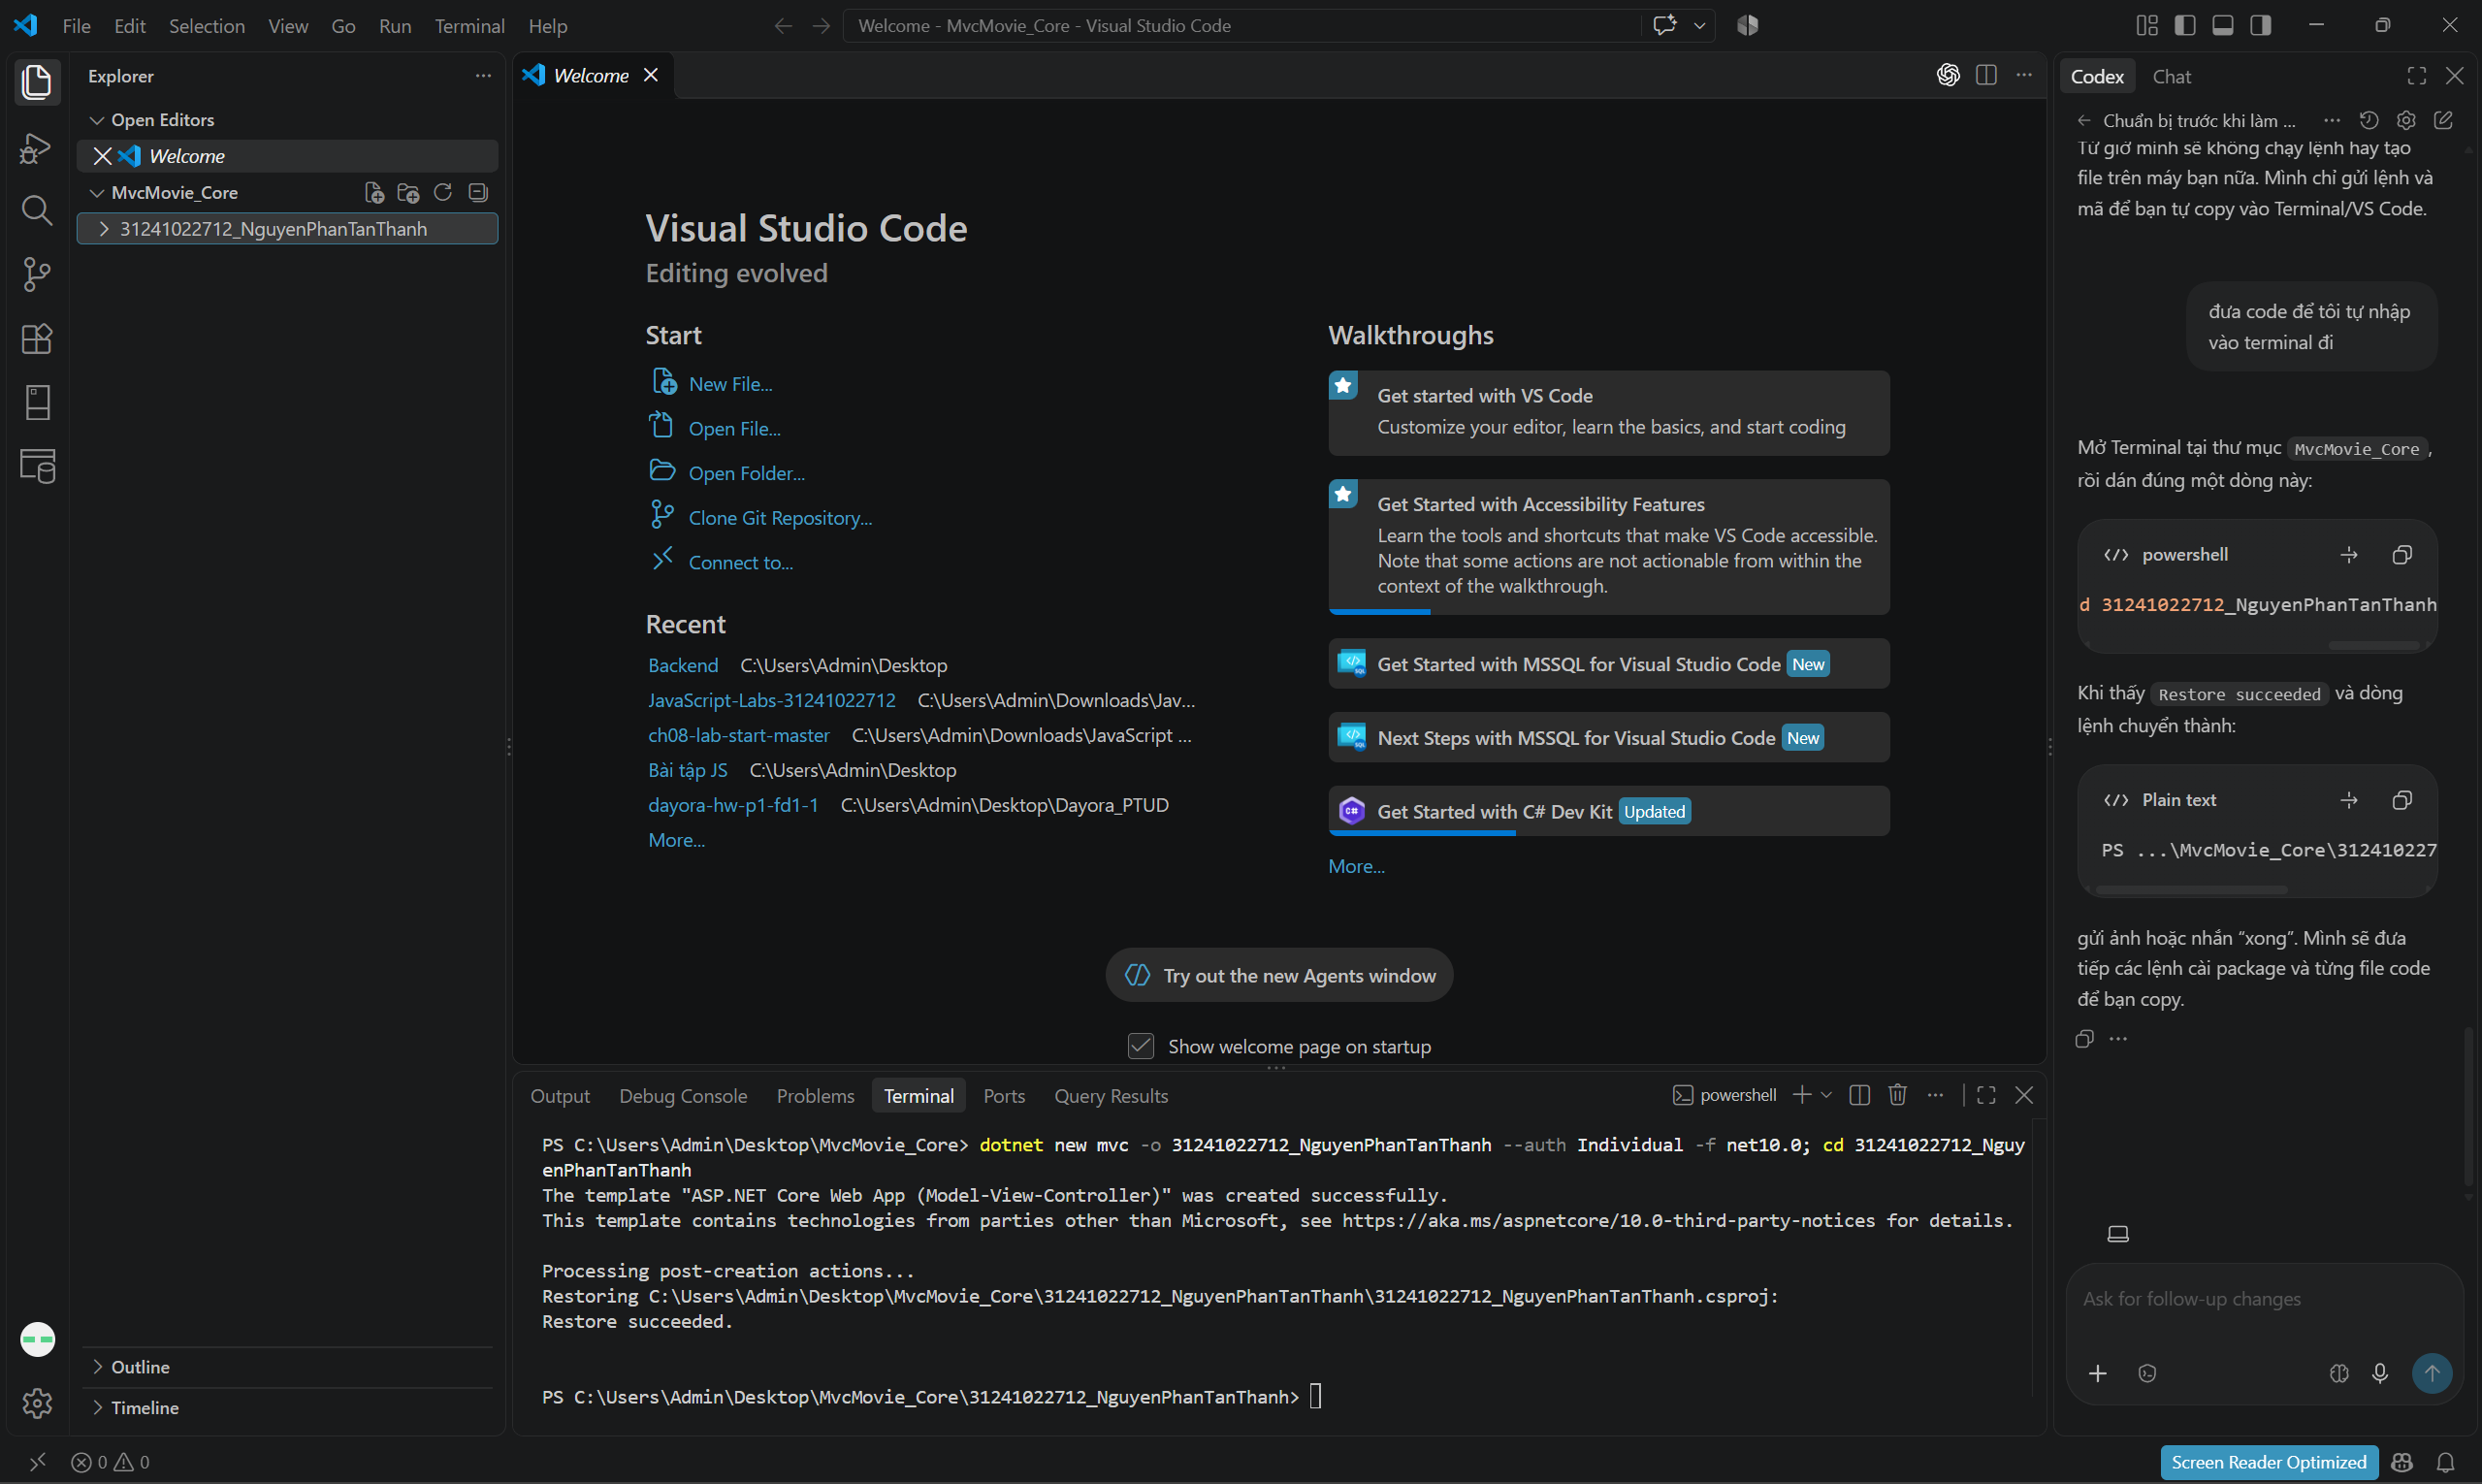 File Edit Selection View Go Run Terminal Help
Welcome - MvcMovie_Core - Visual Studio Code
Explorer
Open Editors
Welcome
MvcMovie_Core
31241022712_NguyenPhanTanThanh
Outline
Timeline
Welcome
Visual Studio Code
Editing evolved
Start
New File...
Open File...
Open Folder...
Clone Git Repository...
Connect to...
Recent
Backend C:\Users\Admin\Desktop
JavaScript-Labs-31241022712 C:\Users\Admin\Downloads\Jav...
ch08-lab-start-master C:\Users\Admin\Downloads\JavaScript ...
Bài tập JS C:\Users\Admin\Desktop
dayora-hw-p1-fd1-1 C:\Users\Admin\Desktop\Dayora_PTUD
More...
Walkthroughs
Get started with VS Code
Customize your editor, learn the basics, and start coding
Get Started with Accessibility Features
Learn the tools and shortcuts that make VS Code accessible.
Note that some actions are not actionable from within the
context of the walkthrough.
Get Started with MSSQL for Visual Studio Code New
Next Steps with MSSQL for Visual Studio Code New
Get Started with C# Dev Kit Updated
More...
Try out the new Agents window
Show welcome page on startup
Output Debug Console Problems Terminal Ports Query Results
powershell
PS C:\Users\Admin\Desktop\MvcMovie_Core> dotnet new mvc -o 31241022712_NguyenPhanTanThanh --auth Individual -f net10.0; cd 31241022712_Nguy
enPhanTanThanh
The template "ASP.NET Core Web App (Model-View-Controller)" was created successfully.
This template contains technologies from parties other than Microsoft, see https://aka.ms/aspnetcore/10.0-third-party-notices for details.
Processing post-creation actions...
Restoring C:\Users\Admin\Desktop\MvcMovie_Core\31241022712_NguyenPhanTanThanh\31241022712_NguyenPhanTanThanh.csproj:
Restore succeeded.
PS C:\Users\Admin\Desktop\MvcMovie_Core\31241022712_NguyenPhanTanThanh>
Codex Chat
Chuẩn bị trước khi làm ...
Từ giờ mình sẽ không chạy lệnh hay tạo
file trên máy bạn nữa. Mình chỉ gửi lệnh và
mã để bạn tự copy vào Terminal/VS Code.
đưa code để tôi tự nhập
vào terminal đi
Mở Terminal tại thư mục MvcMovie_Core,
rồi dán đúng một dòng này:
powershell
d 31241022712_NguyenPhanTanThanh
Khi thấy Restore succeeded và dòng
lệnh chuyển thành:
Plain text
PS ...\MvcMovie_Core\312410227
gửi ảnh hoặc nhắn “xong”. Mình sẽ đưa
tiếp các lệnh cài package và từng file code
để bạn copy.
Ask for follow-up changes
0 0
Screen Reader Optimized